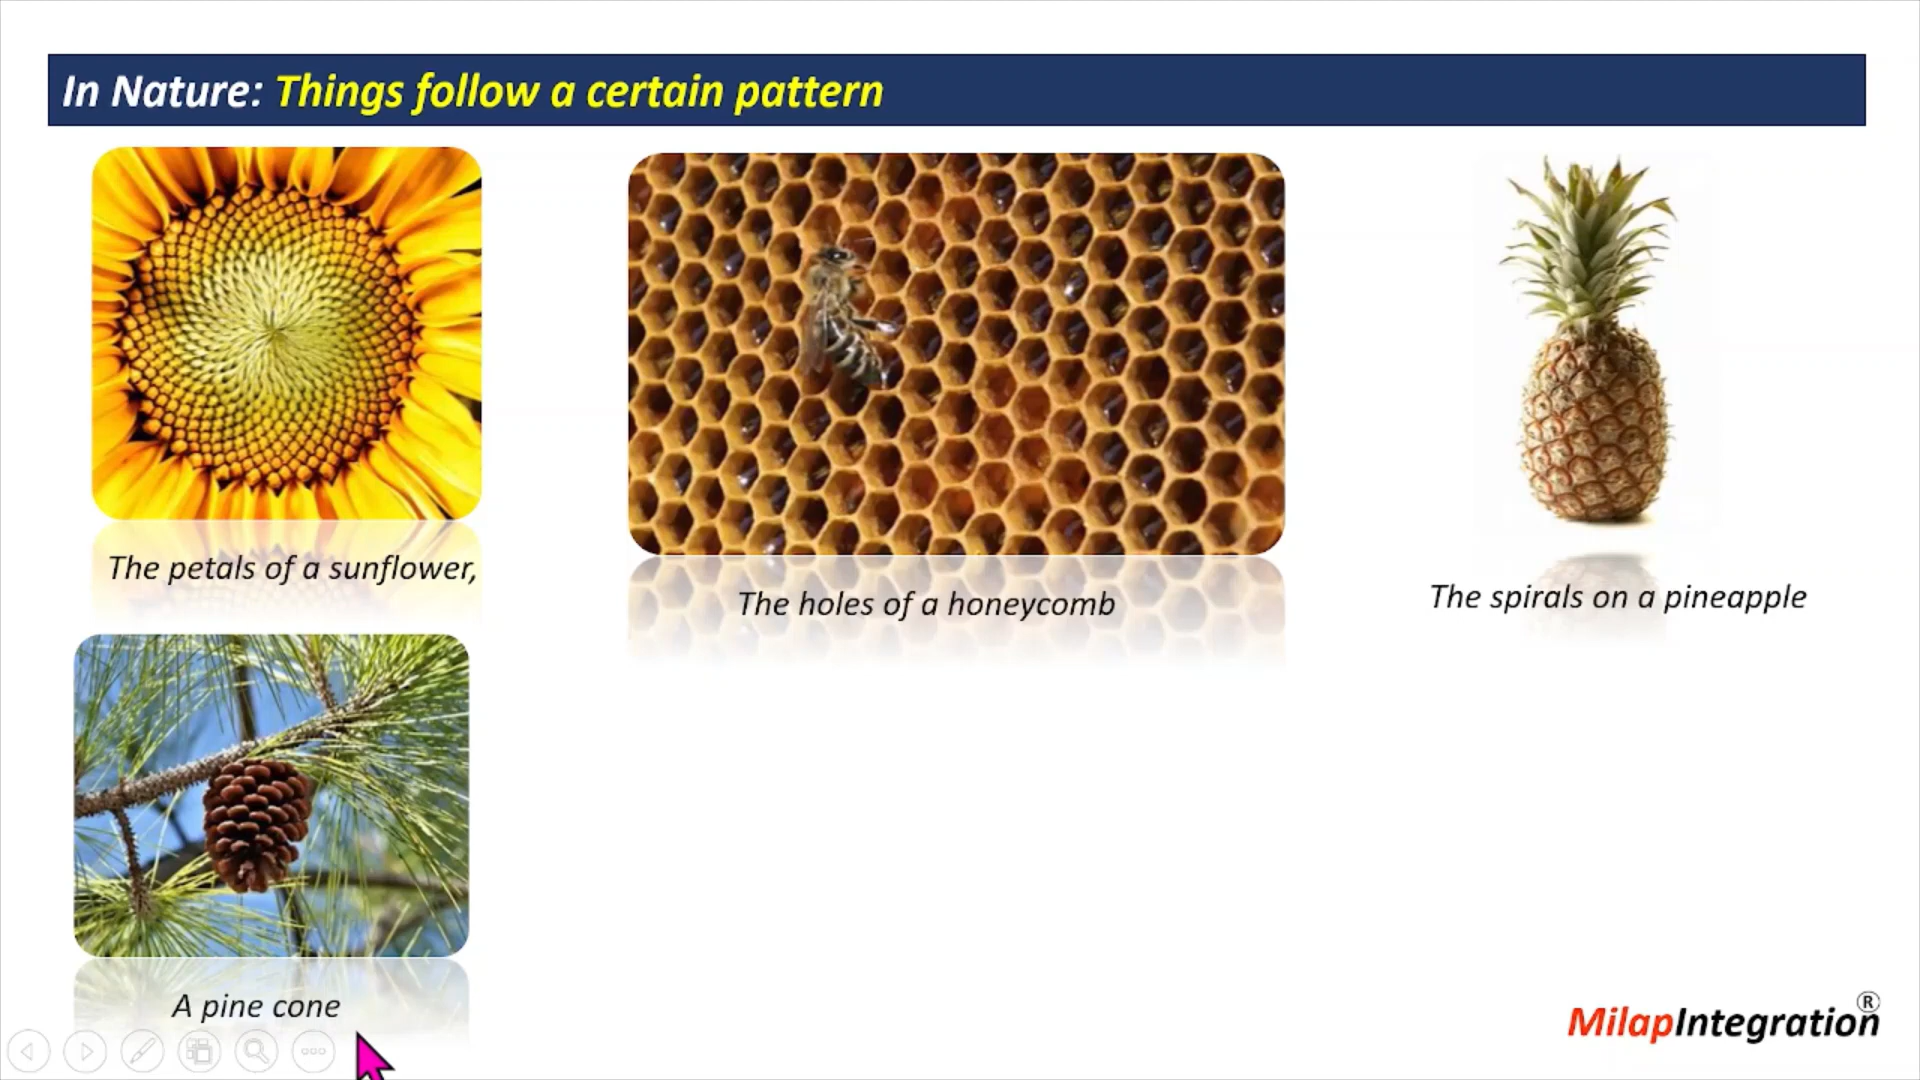 In Nature: Things follow a certain pattern
The petals of a sunflower,
The holes of a honeycomb
The spirals on a pineapple
A pine cone
MilapIntegration®